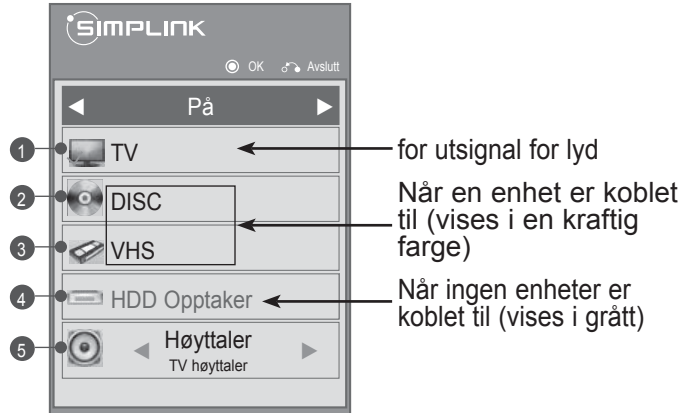 SIMPLINK
OK Avslutt
◀ På ▶
1 TV
for utsignal for lyd
2 DISC
3 VHS
Når en enhet er koblet
til (vises i en kraftig
farge)
4 HDD Opptaker
Når ingen enheter er
koblet til (vises i grått)
5 ◀ Høyttaler ▶
TV høyttaler